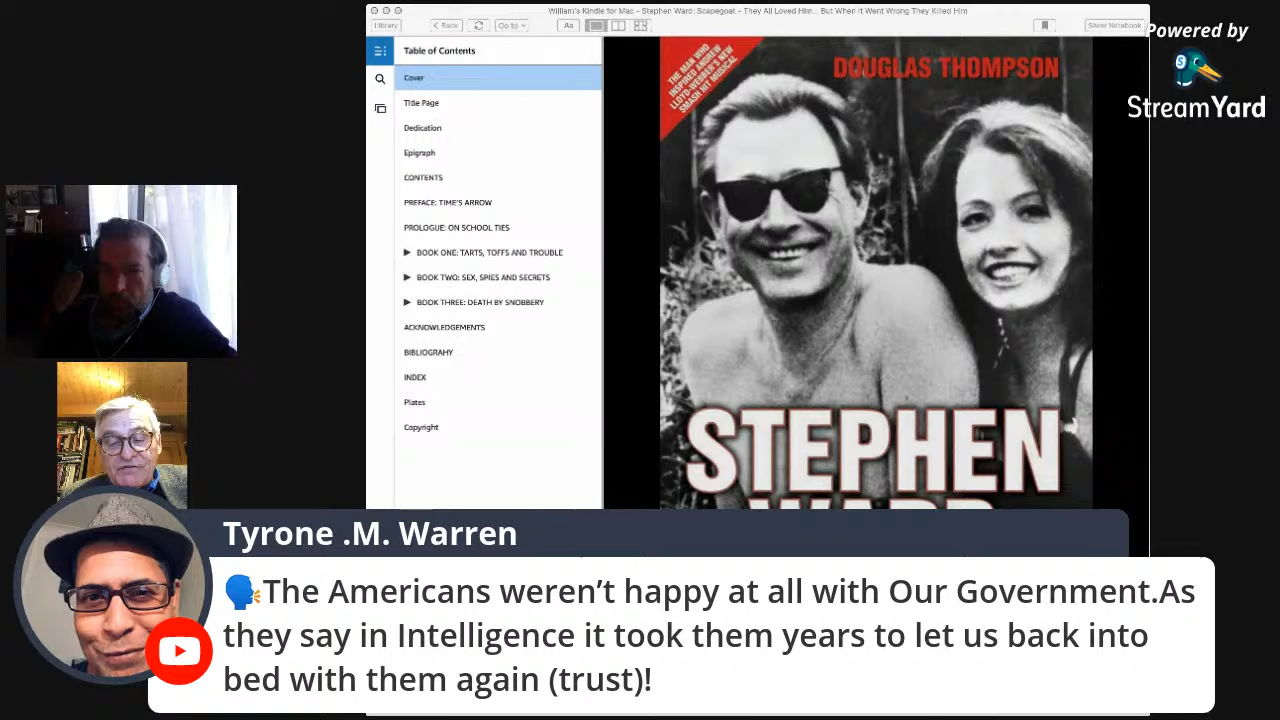 William's Kindle for Mac - Stephen Ward: Scapegoat - They All Loved Him... But When it Went Wrong They Killed Him
Library
Back
Go to
Aa
Show Notebook
Powered by
StreamYard
Table of Contents
Cover
Title Page
Dedication
Epigraph
CONTENTS
PREFACE: TIME'S ARROW
PROLOGUE: ON SCHOOL TIES
BOOK ONE: TARTS, TOFFS AND TROUBLE
BOOK TWO: SEX, SPIES AND SECRETS
BOOK THREE: DEATH BY SNOBBERY
ACKNOWLEDGEMENTS
BIBLIOGRAHY
INDEX
Plates
Copyright
THE MAN WHO
INSPIRED ANDREW
LLOYD-WEBBER'S NEW
SMASH HIT MUSICAL
DOUGLAS THOMPSON
STEPHEN
WARD
Tyrone .M. Warren
🗣️The Americans weren’t happy at all with Our Government.As
they say in Intelligence it took them years to let us back into
bed with them again (trust)!